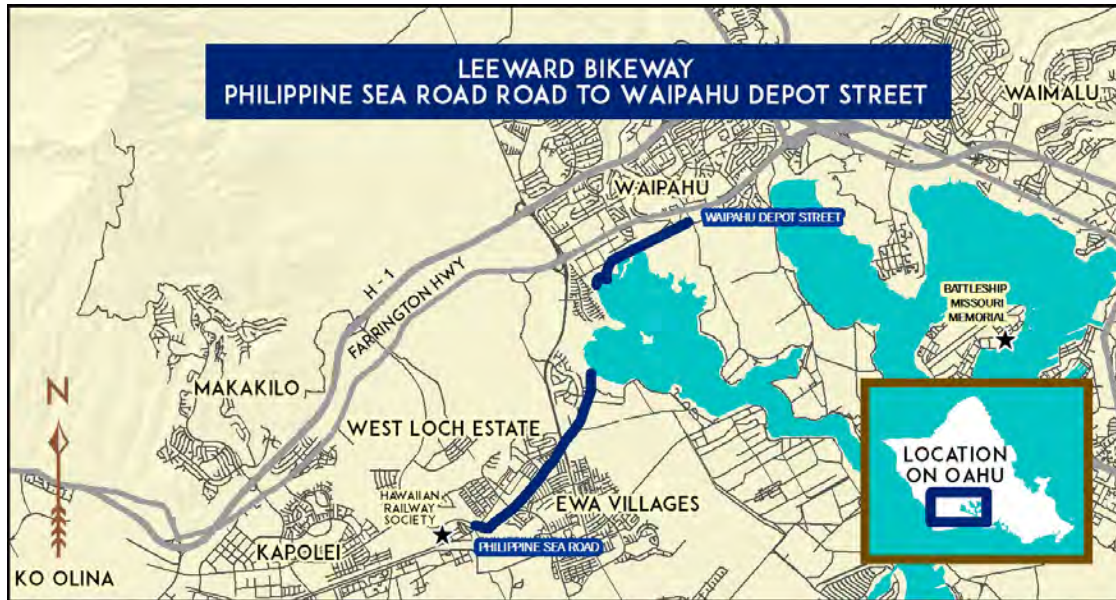 LEEWARD BIKEWAY
PHILIPPINE SEA ROAD ROAD TO WAIPAHU DEPOT STREET
WAIMALU
WAIPAHU
WAIPAHU DEPOT STREET
H - 1
FARRINGTON HWY
BATTLESHIP
MISSOURI
MEMORIAL
MAKAKILO
N
WEST LOCH ESTATE
LOCATION
ON OAHU
HAWAIIAN
RAILWAY
SOCIETY
EWA VILLAGES
KAPOLEI
PHILIPPINE SEA ROAD
KO OLINA